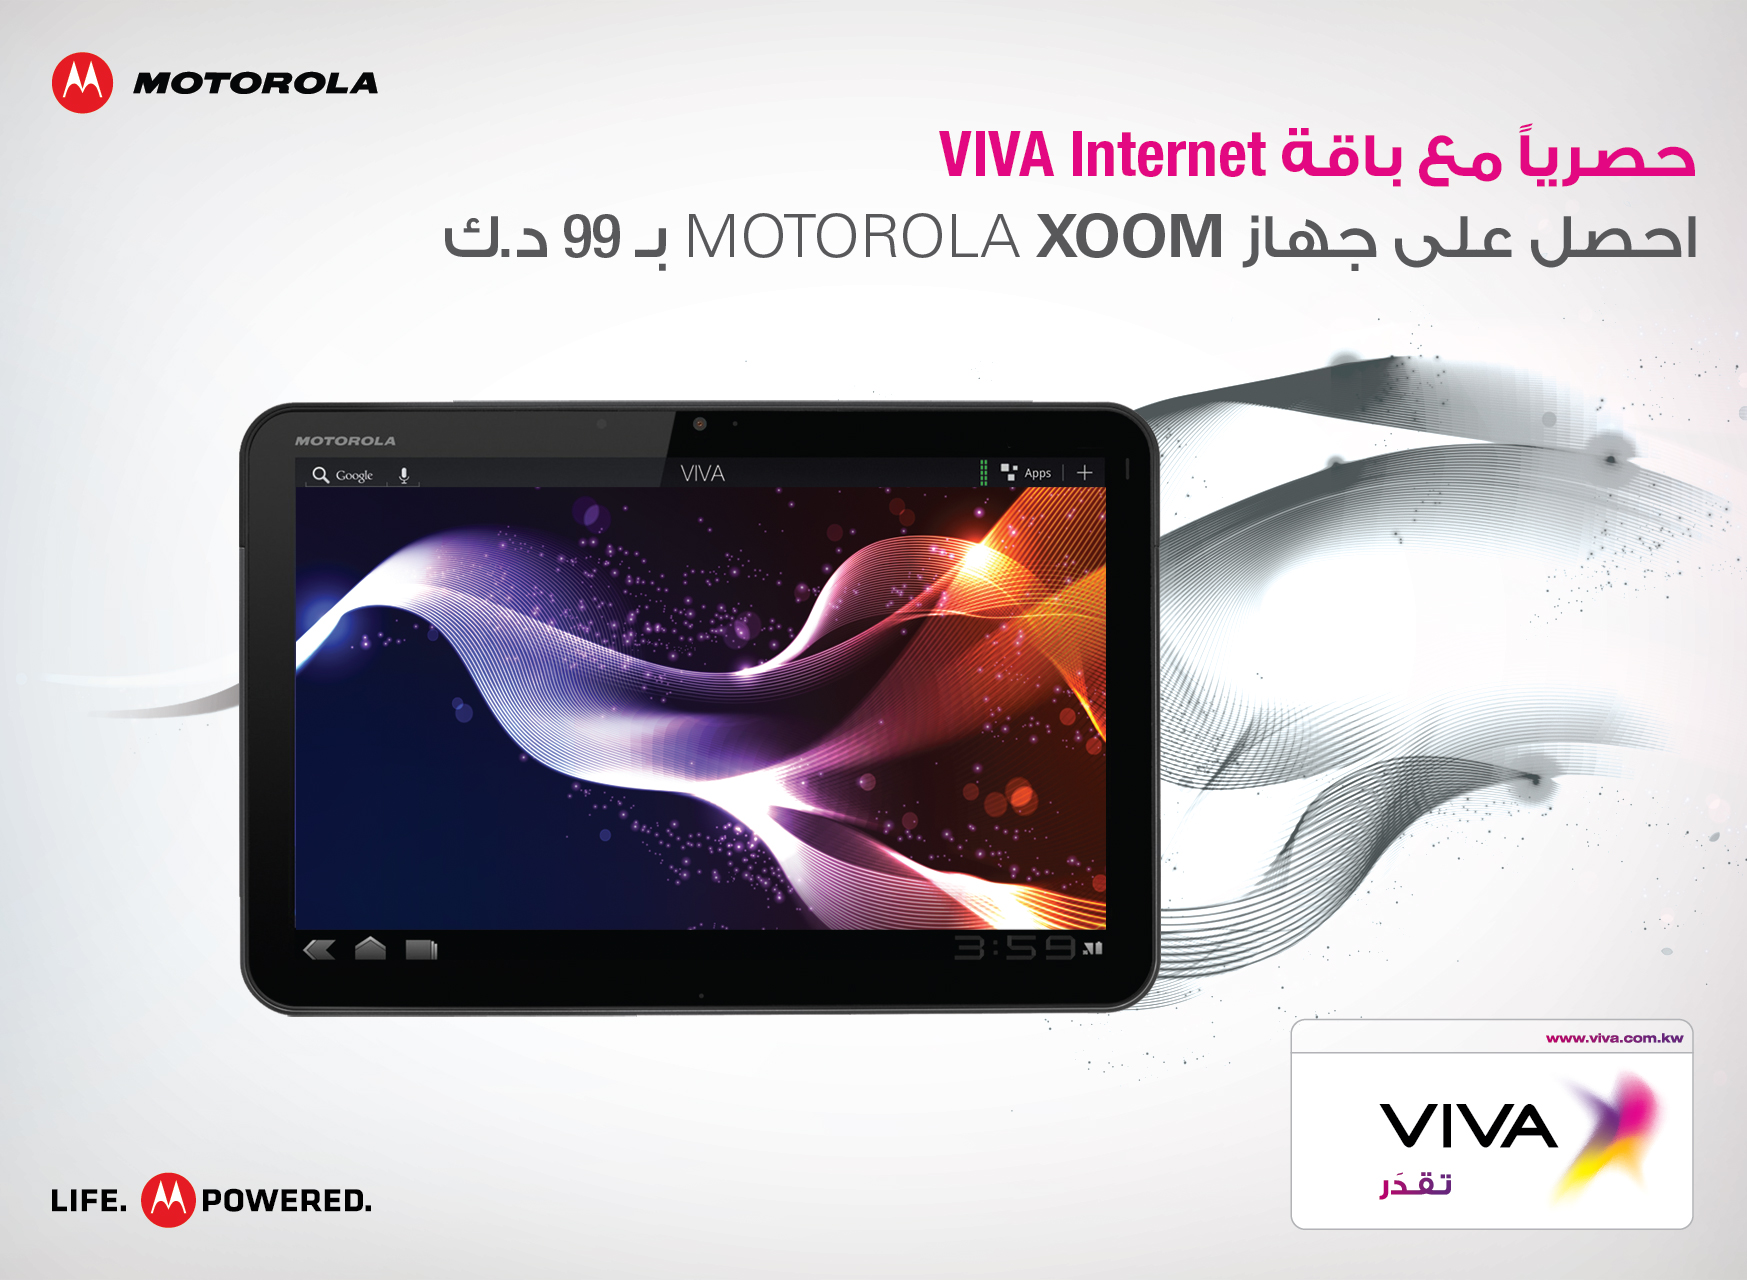 MOTOROLA
حصرياً مع باقة VIVA Internet
احصل على جهاز MOTOROLA XOOM بـ 99 د.ك
MOTOROLA
Google
VIVA
Apps
3:59
www.viva.com.kw
VIVA
تقدَر
LIFE. POWERED.